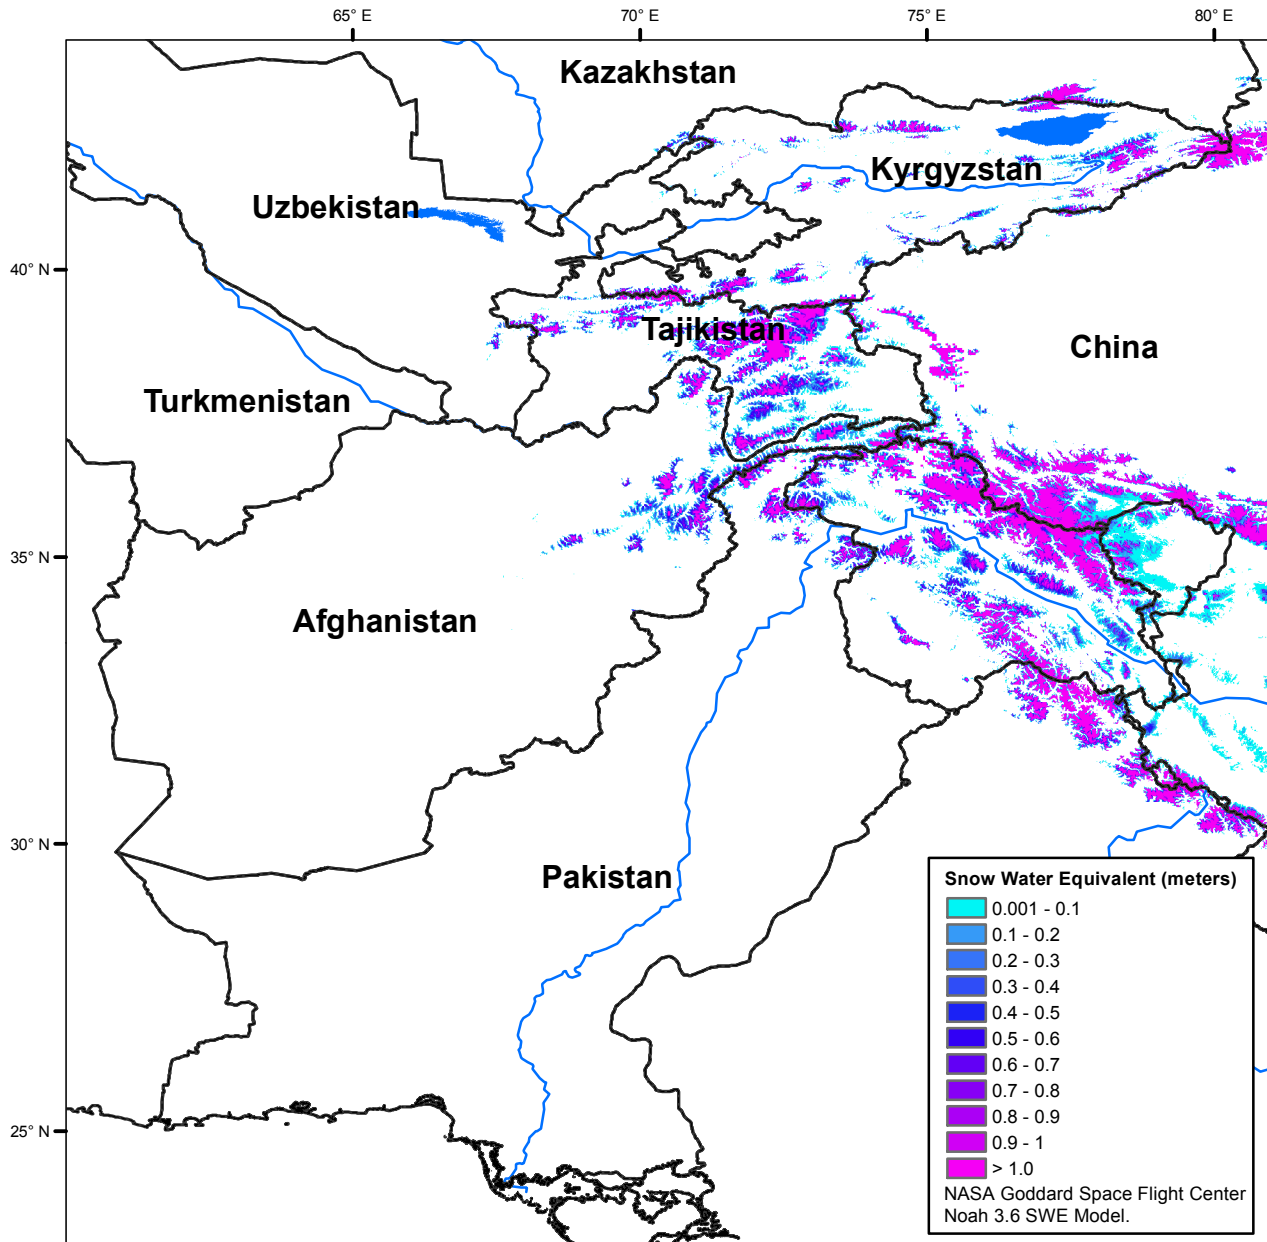 65° E
70° E
75° E
80° E
Kazakhstan
Kyrgyzstan
Uzbekistan
40° N
Tajikistan
China
Turkmenistan
35° N
Afghanistan
30° N
Pakistan
25° N
Snow Water Equivalent (meters)
0.001 - 0.1
0.1 - 0.2
0.2 - 0.3
0.3 - 0.4
0.4 - 0.5
0.5 - 0.6
0.6 - 0.7
0.7 - 0.8
0.8 - 0.9
0.9 - 1
> 1.0
NASA Goddard Space Flight Center
Noah 3.6 SWE Model.